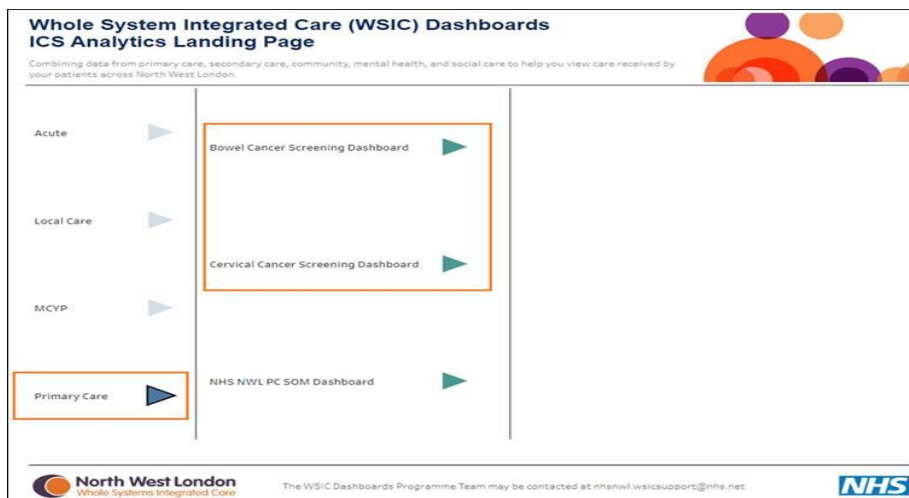 Whole System Integrated Care (WSIC) Dashboards
ICS Analytics Landing Page
Combining data from primary care, secondary care, community, mental health, and social care to help you view care received by
your patients across North West London.
Acute
Local Care
MCYP
Primary Care
Bowel Cancer Screening Dashboard
Cervical Cancer Screening Dashboard
NHS NWL PC SOM Dashboard
North West London
Whole Systems Integrated Care
The WSIC Dashboards Programme Team may be contacted at nhsnwl.wsicsupport@nhs.net
NHS